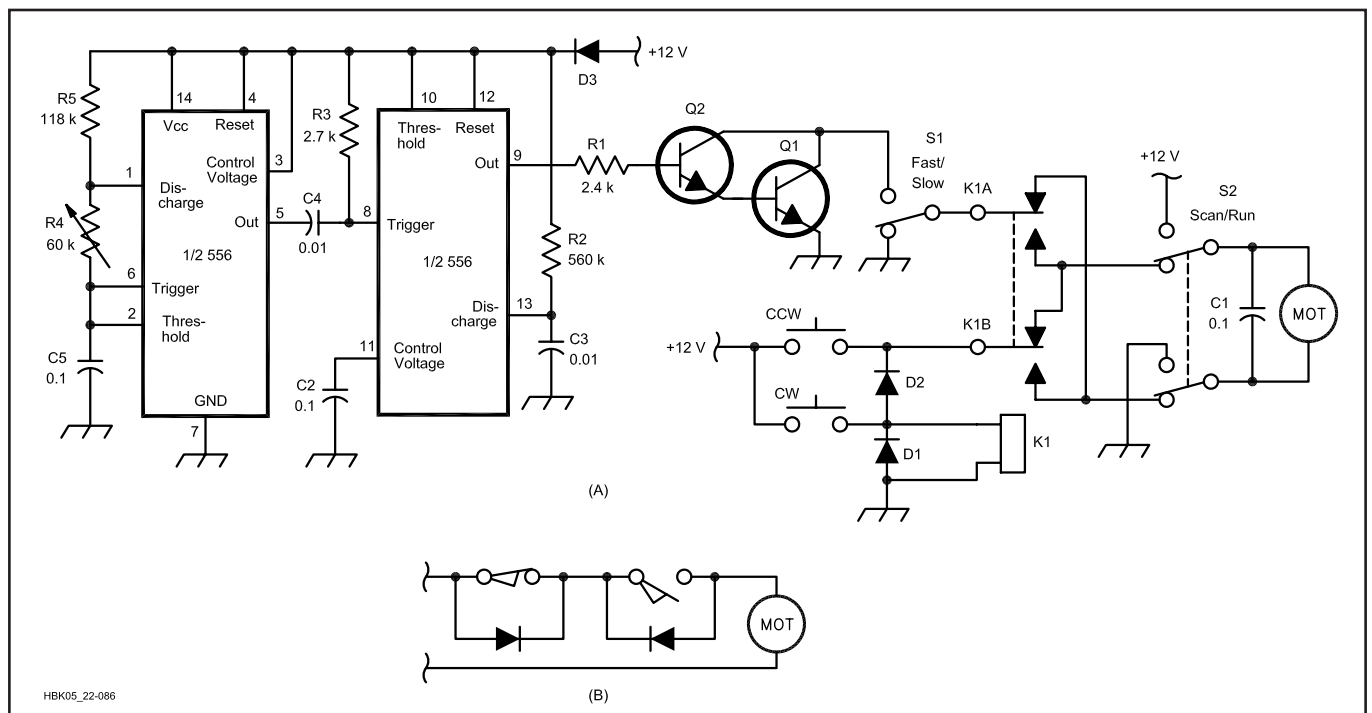 +12 V
D3
R5
118 k
14
4
Vcc
Reset
Control
Voltage
3
1
Dis-
charge
Out
5
R4
60 k
1/2 556
6
Trigger
2
Thres-
hold
C5
0.1
GND
7
C4
0.01
R3
2.7 k
10
12
Thres-
hold
Reset
Out
9
8
Trigger
1/2 556
Dis-
charge
13
11
Control
Voltage
C2
0.1
R2
560 k
C3
0.01
R1
2.4 k
Q2
Q1
S1
Fast/
Slow
K1A
+12 V
S2
Scan/Run
C1
0.1
MOT
+12 V
CCW
K1B
D2
CW
D1
K1
(A)
MOT
(B)
HBK05_22-086